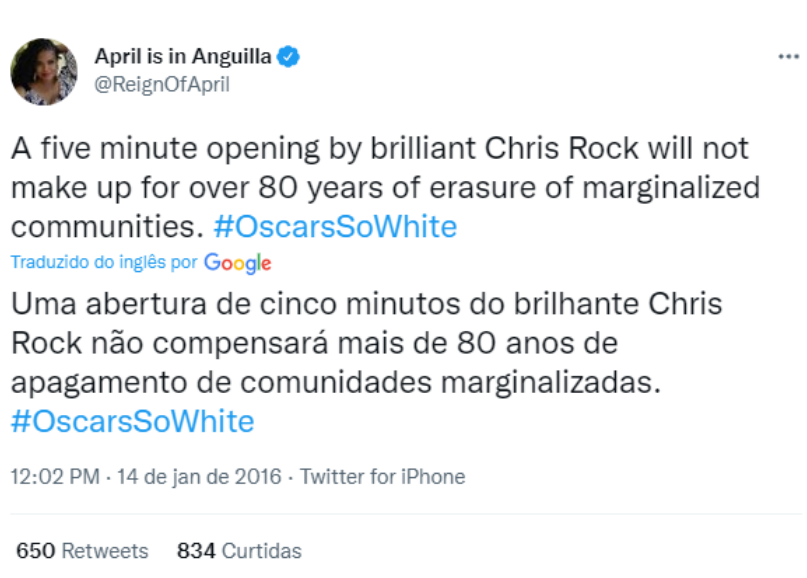 April is in Anguilla
@ReignOfApril
A five minute opening by brilliant Chris Rock will not
make up for over 80 years of erasure of marginalized
communities. #OscarsSoWhite
Traduzido do inglês por Google
Uma abertura de cinco minutos do brilhante Chris
Rock não compensará mais de 80 anos de
apagamento de comunidades marginalizadas.
#OscarsSoWhite
12:02 PM · 14 de jan de 2016 · Twitter for iPhone
650 Retweets 834 Curtidas